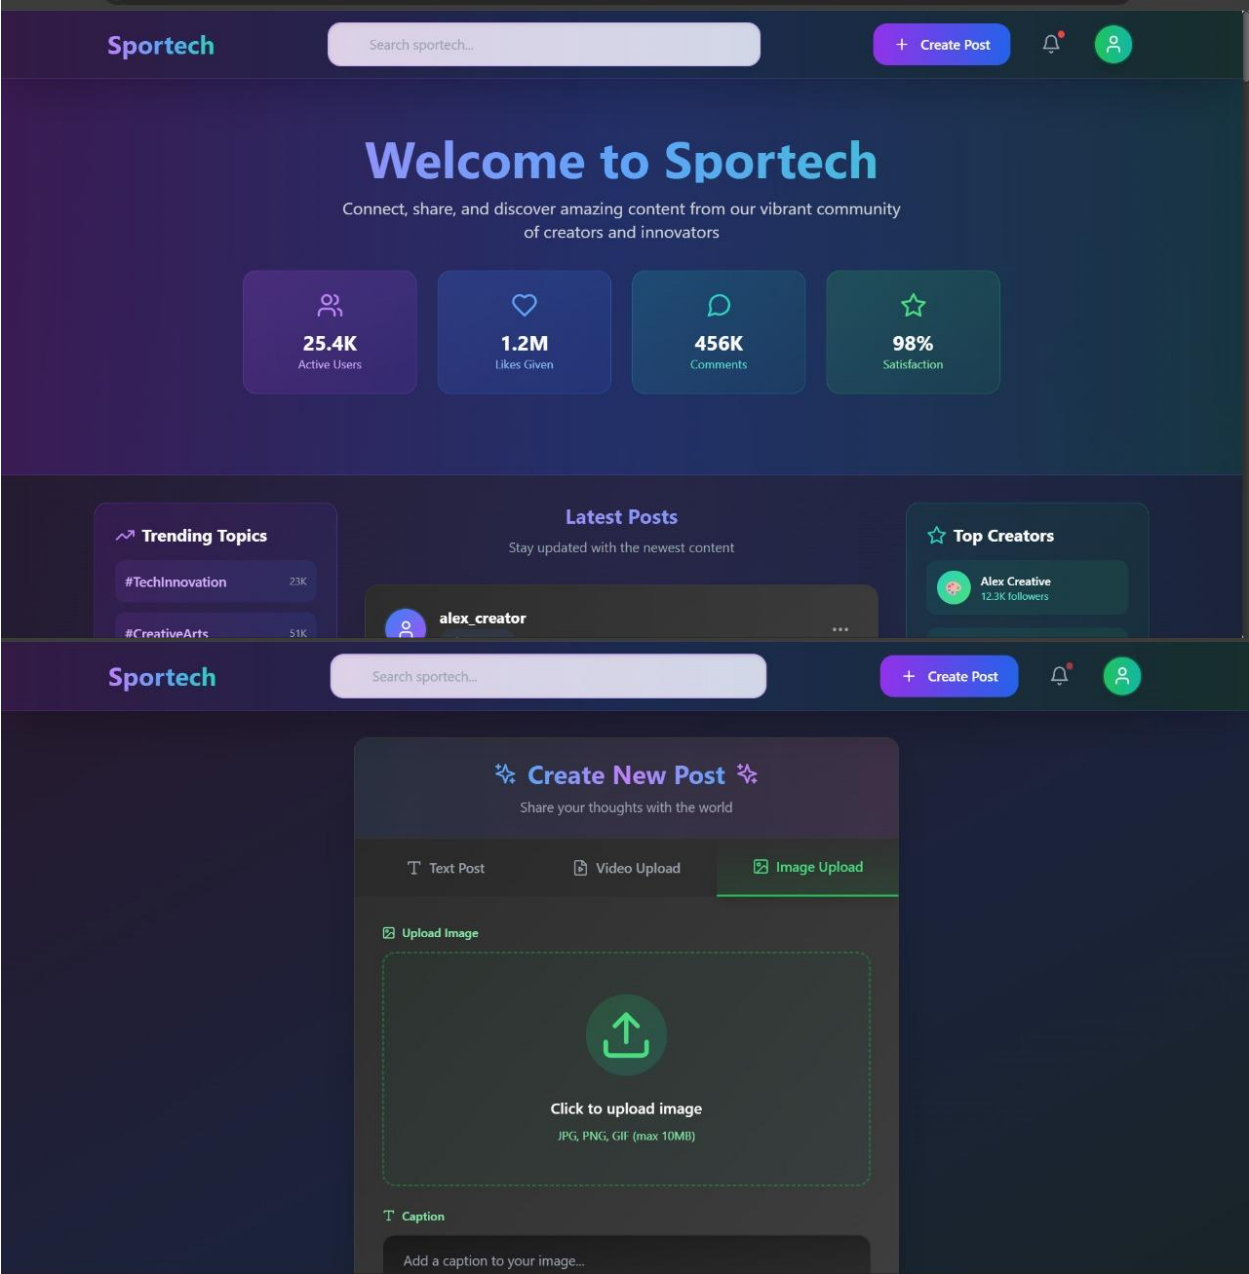 Sportech
Search sportech...
+ Create Post
Welcome to Sportech
Connect, share, and discover amazing content from our vibrant community
of creators and innovators
25.4K
Active Users
1.2M
Likes Given
456K
Comments
98%
Satisfaction
Trending Topics
#TechInnovation 23K
#CreativeArts 51K
Latest Posts
Stay updated with the newest content
alex_creator
...
Top Creators
Alex Creative
12.3K followers
Sportech
Search sportech...
+ Create Post
Create New Post
Share your thoughts with the world
Text Post
Video Upload
Image Upload
Upload Image
Click to upload image
JPG, PNG, GIF (max 10MB)
Caption
Add a caption to your image...